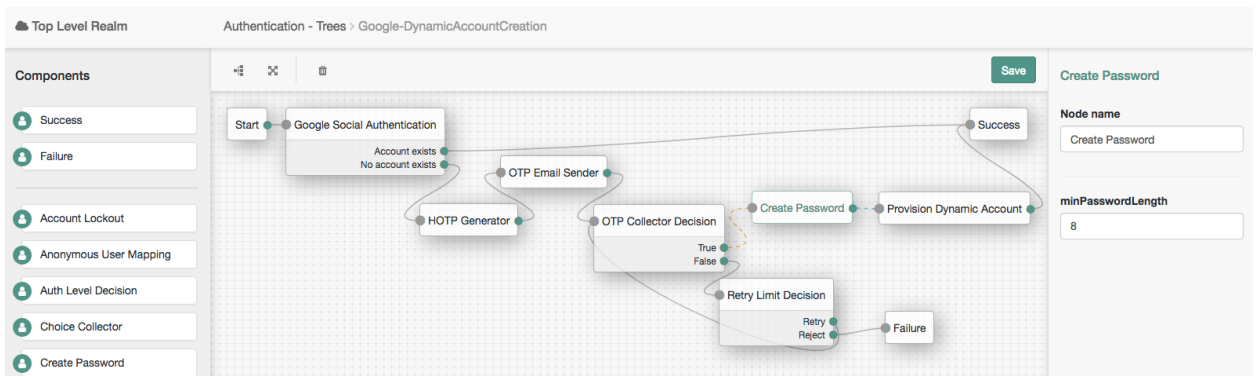 Top Level Realm
Authentication - Trees > Google-DynamicAccountCreation
Components
Success
Failure
Account Lockout
Anonymous User Mapping
Auth Level Decision
Choice Collector
Create Password
Save
Start
Google Social Authentication
Account exists
No account exists
HOTP Generator
OTP Email Sender
OTP Collector Decision
True
False
Create Password
Provision Dynamic Account
Success
Retry Limit Decision
Retry
Reject
Failure
Create Password
Node name
Create Password
minPasswordLength
8